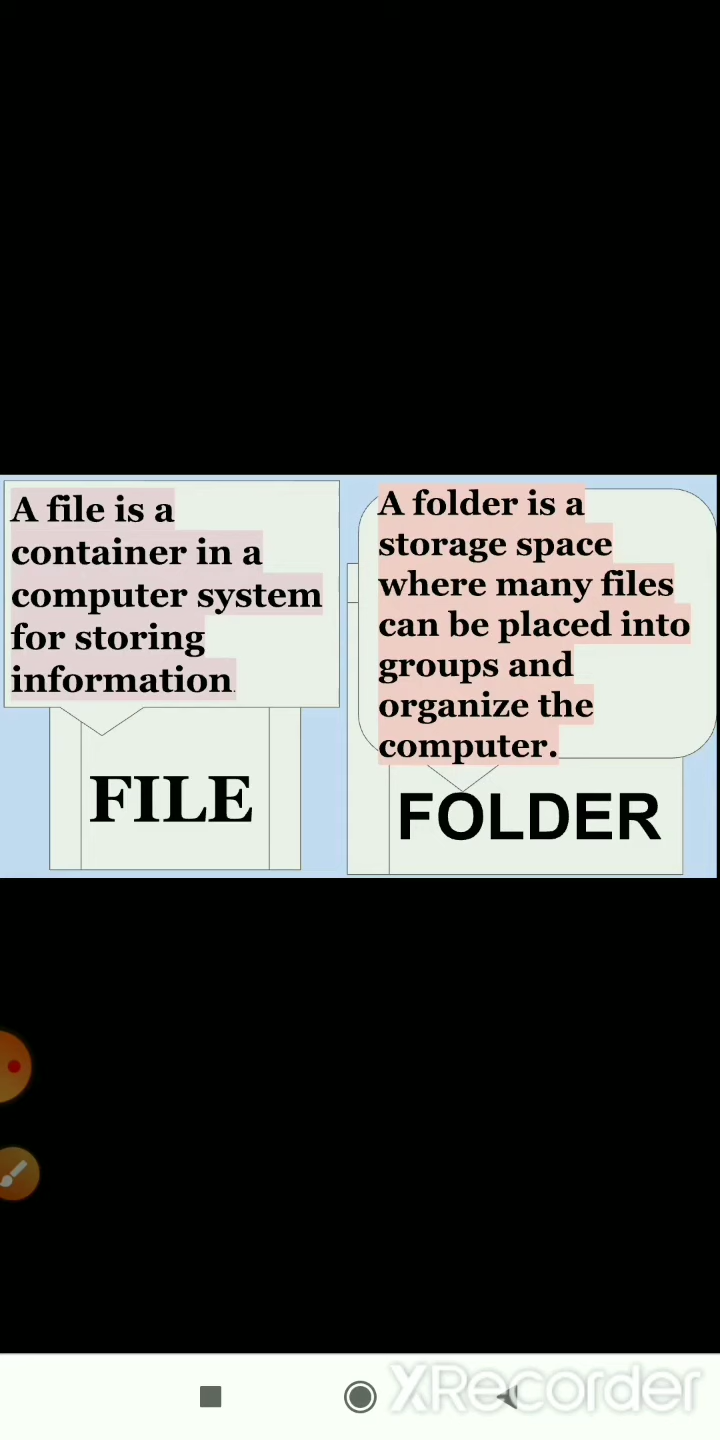 A file is a
container in a
computer system
for storing
information.
FILE
A folder is a
storage space
where many files
can be placed into
groups and
organize the
computer.
FOLDER
XRecorder